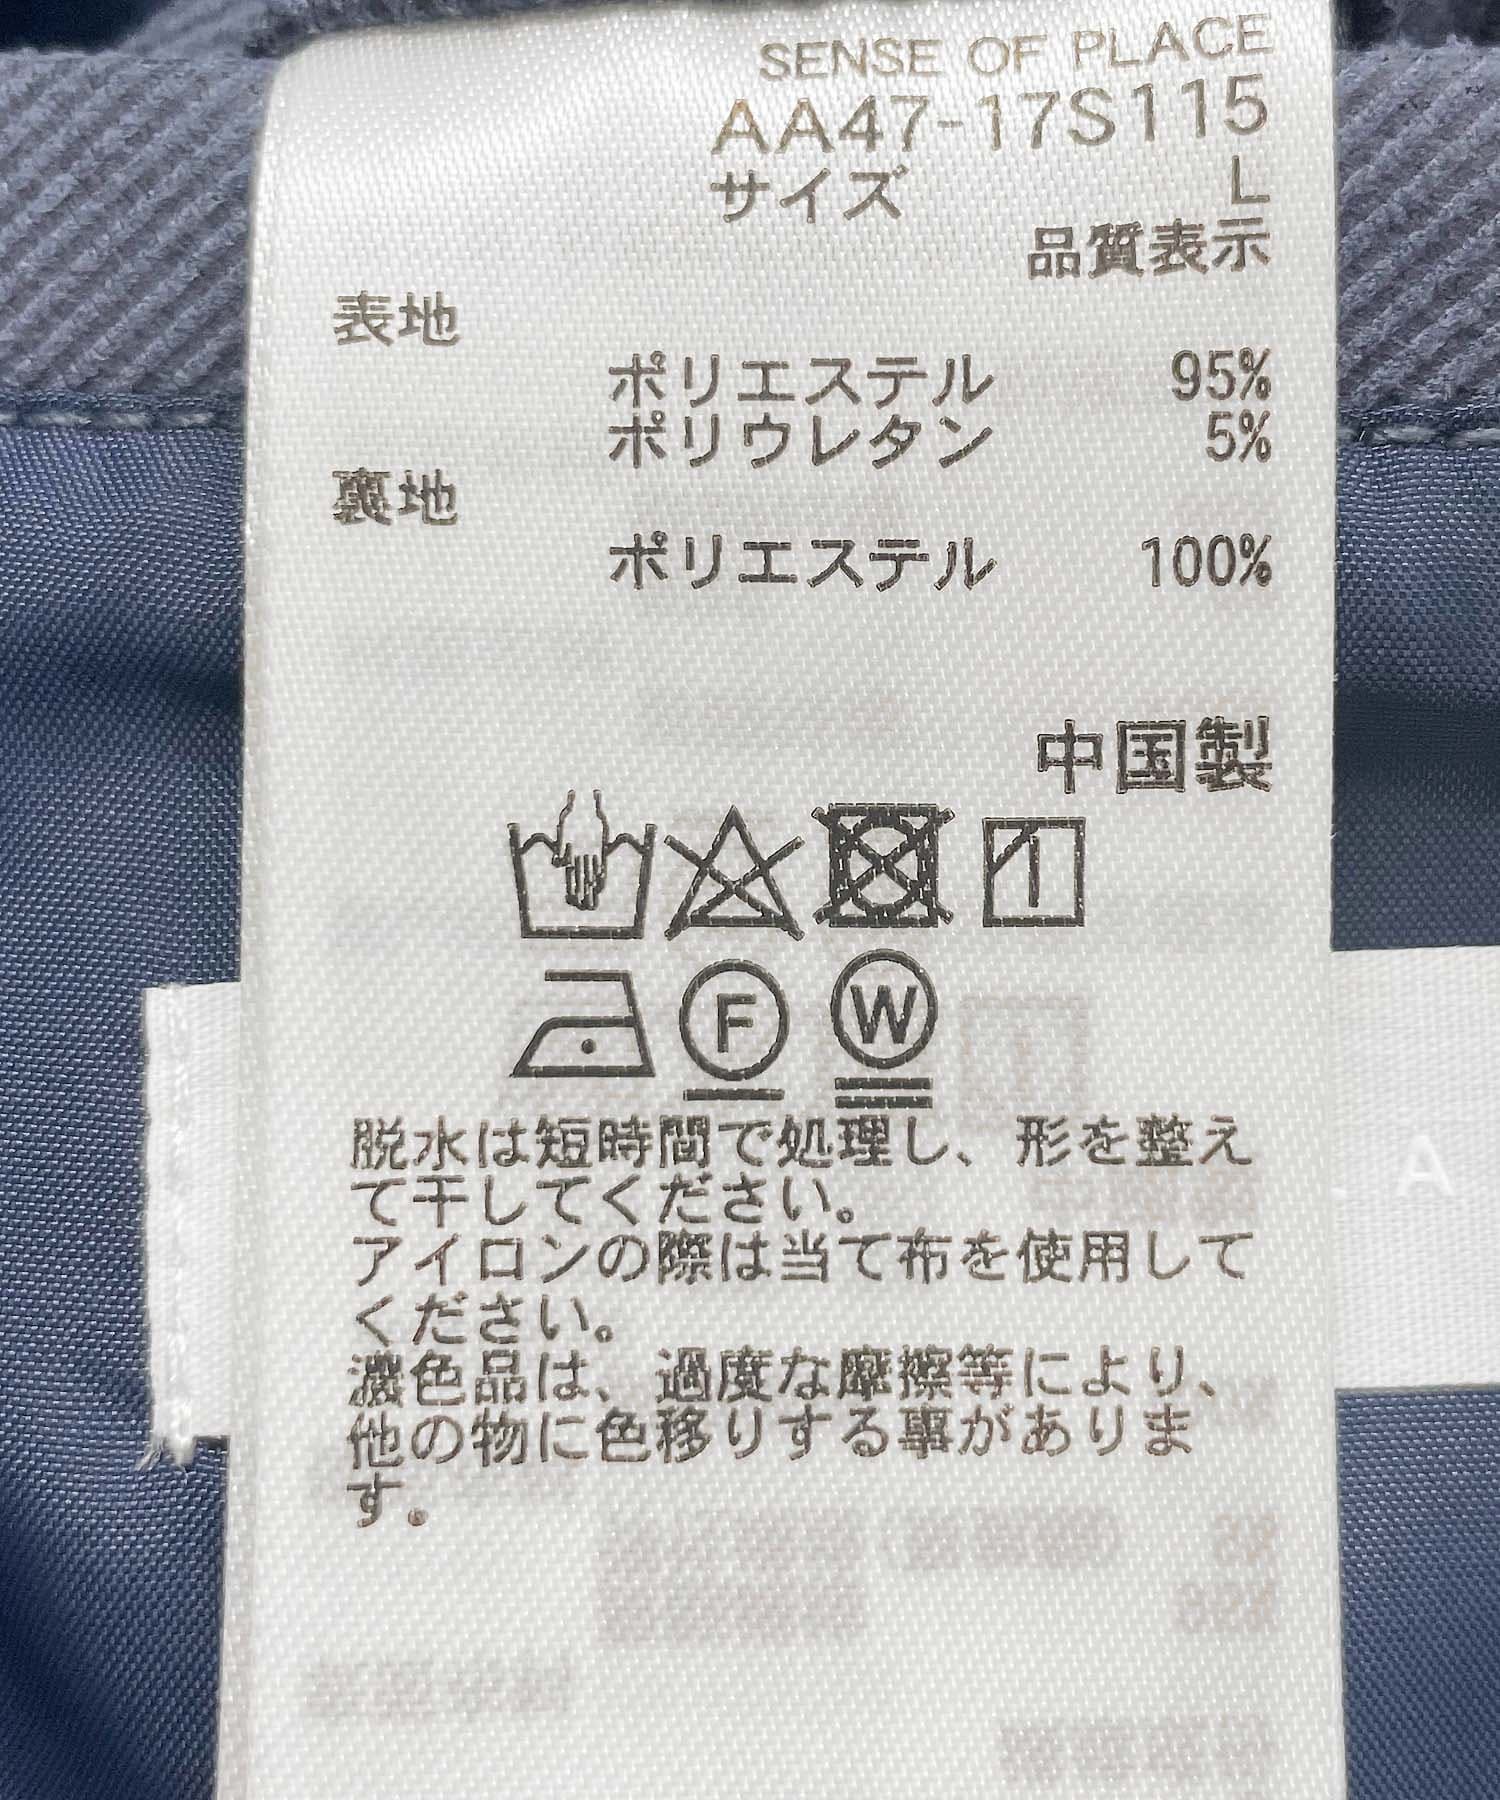 SENSE OF PLACE
AA47-17S115
サイズ L
品質表示
表地
ポリエステル 95%
ポリウレタン 5%
裏地
ポリエステル 100%
中国製
F W
脱水は短時間で処理し、形を整え
て干してください。
アイロンの際は当て布を使用して
ください。
濃色品は、過度な摩擦等により、
他の物に色移りする事がありま
す。
A